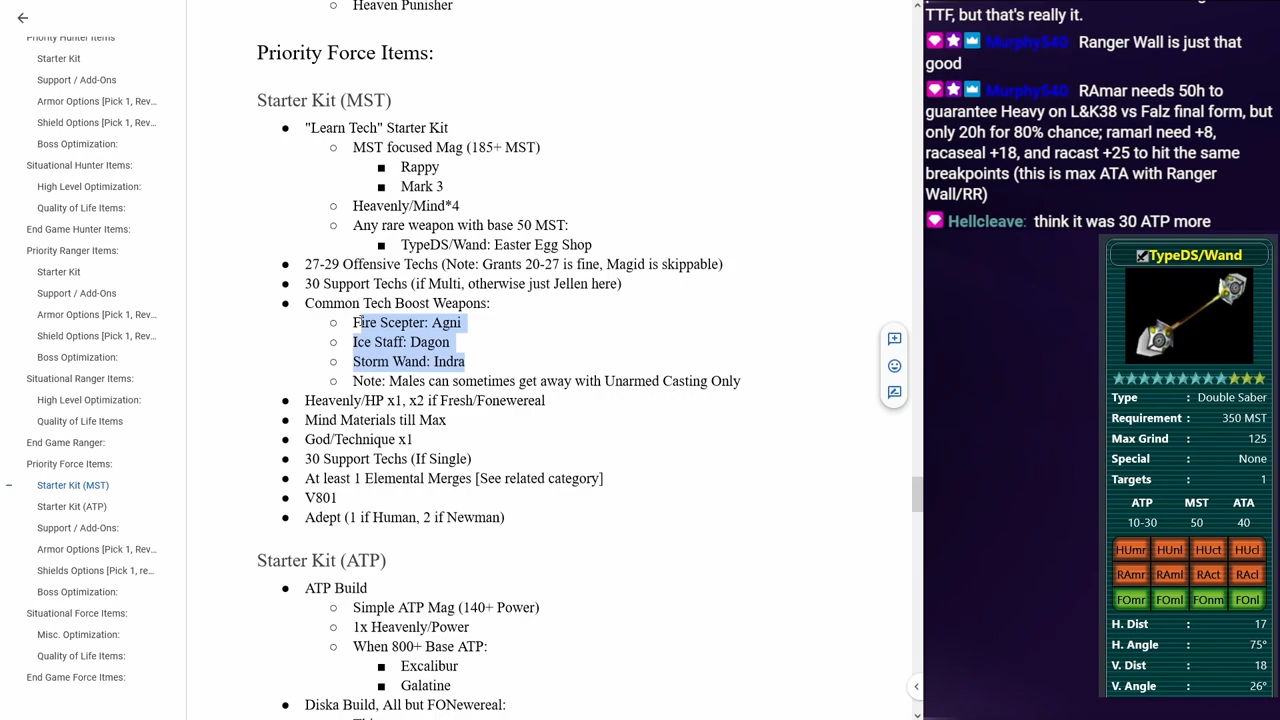 Priority Hunter Items
Starter Kit
Support / Add-Ons
Armor Options [Pick 1, Rev...
Shield Options [Pick 1, Rev...
Boss Optimization:
Situational Hunter Items:
High Level Optimization:
Quality of Life Items:
End Game Hunter Items:
Priority Ranger Items:
Starter Kit
Support / Add-Ons:
Armor Options [Pick 1, Rev...
Shield Options [Pick 1, Rev...
Boss Optimization:
Situational Ranger Items:
High Level Optimization:
Quality of Life Items
End Game Ranger:
Priority Force Items:
Starter Kit (MST)
Starter Kit (ATP)
Support / Add-Ons:
Armor Options [Pick 1, Rev...
Shields Options [Pick 1, re...
Boss Optimization:
Situational Force Items:
Misc. Optimization:
Quality of Life Items:
End Game Force Itmes:
Heaven Punisher
Priority Force Items:
Starter Kit (MST)
"Learn Tech" Starter Kit
MST focused Mag (185+ MST)
Rappy
Mark 3
Heavenly/Mind*4
Any rare weapon with base 50 MST:
TypeDS/Wand: Easter Egg Shop
27-29 Offensive Techs (Note: Grants 20-27 is fine, Magid is skippable)
30 Support Techs (if Multi, otherwise just Jellen here)
Common Tech Boost Weapons:
Fire Scepter: Agni
Ice Staff: Dagon
Storm Wand: Indra
Note: Males can sometimes get away with Unarmed Casting Only
Heavenly/HP x1, x2 if Fresh/Fonewereal
Mind Materials till Max
God/Technique x1
30 Support Techs (If Single)
At least 1 Elemental Merges [See related category]
V801
Adept (1 if Human, 2 if Newman)
Starter Kit (ATP)
ATP Build
Simple ATP Mag (140+ Power)
1x Heavenly/Power
When 800+ Base ATP:
Excalibur
Galatine
Diska Build, All but FONewereal:
TTF, but that's really it.
Murphy540 Ranger Wall is just that
good
Murphy540 RAmar needs 50h to
guarantee Heavy on L&K38 vs Falz final form, but
only 20h for 80% chance; ramarl need +8,
racaseal +18, and racast +25 to hit the same
breakpoints (this is max ATA with Ranger
Wall/RR)
Hellcleave: think it was 30 ATP more
TypeDS/Wand
Type : Double Saber
Requirement : 350 MST
Max Grind : 125
Special : None
Targets : 1
ATP MST ATA
10-30 50 40
HUmr HUnl HUct HUcl
RAmr RAml RAct RAcl
FOmr FOml FOnm FOnl
H. Dist : 17
H. Angle : 75°
V. Dist : 18
V. Angle : 26°